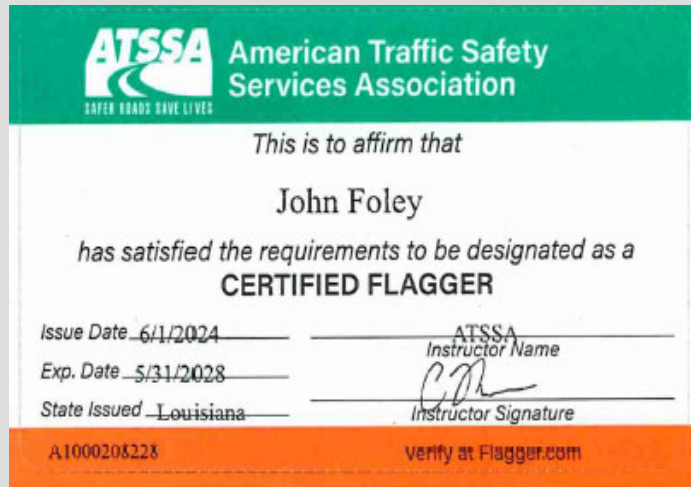 ATSSA
SAFER ROADS SAVE LIVES
American Traffic Safety
Services Association
This is to affirm that
John Foley
has satisfied the requirements to be designated as a
CERTIFIED FLAGGER
Issue Date 6/1/2024
ATSSA
Instructor Name
Exp. Date 5/31/2028
State Issued Louisiana
Instructor Signature
A1000208228
Verify at Flagger.com